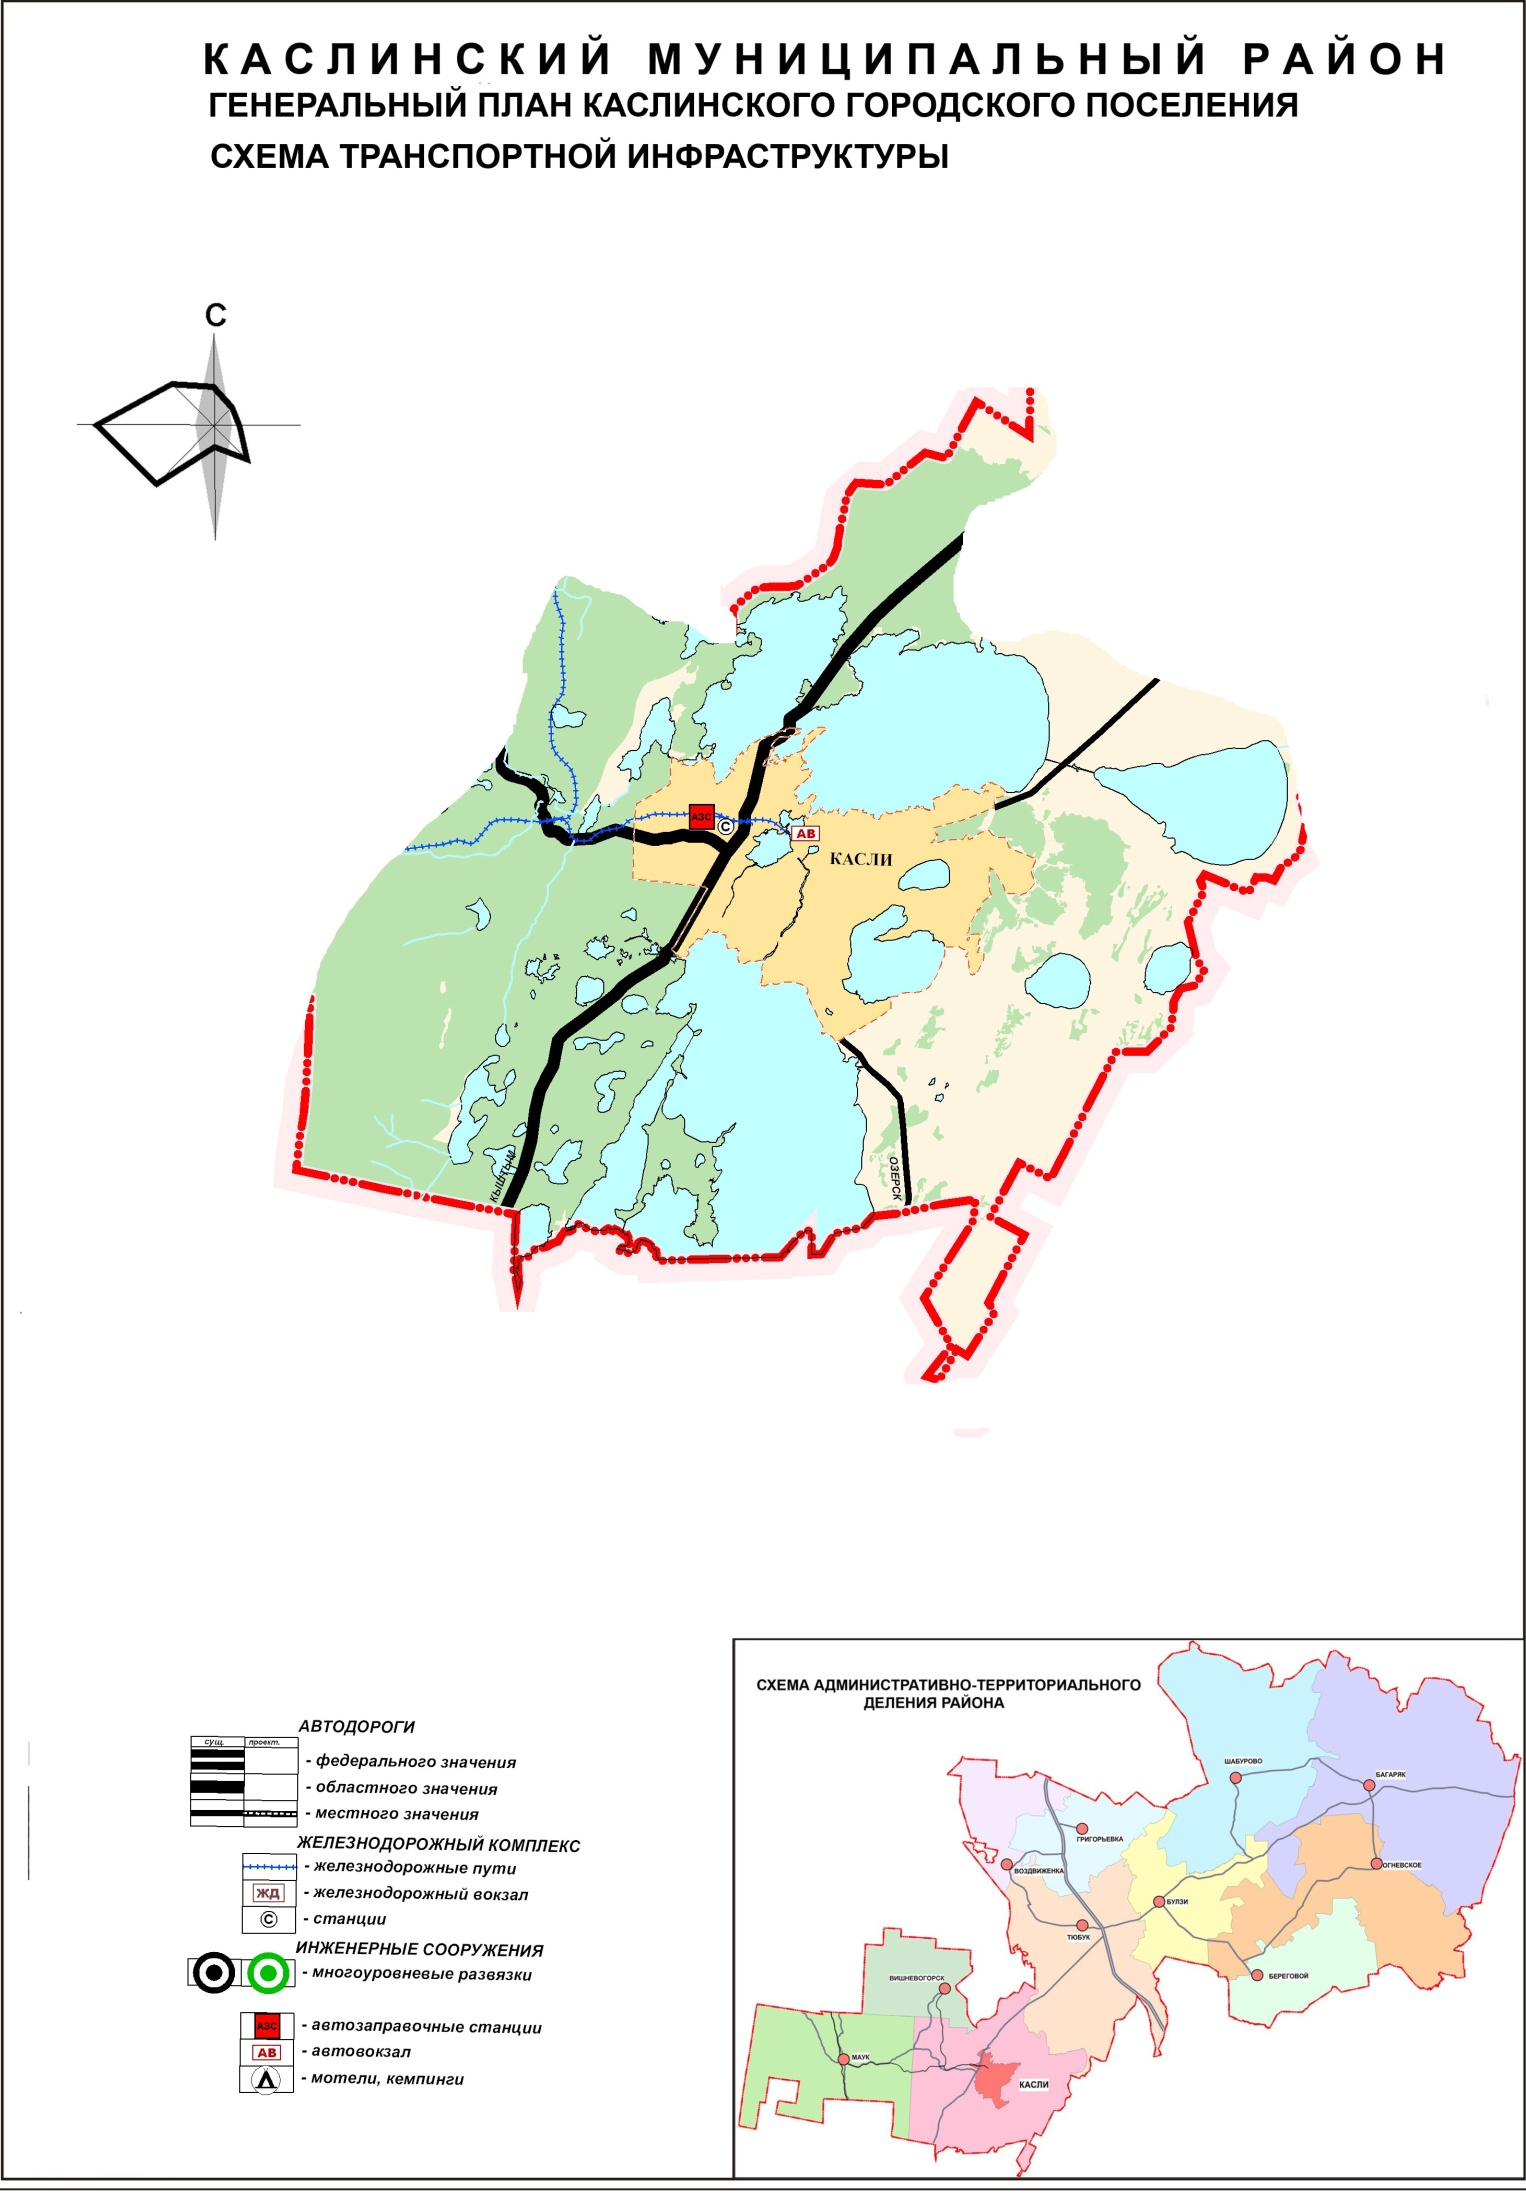 КАСЛИНСКИЙ МУНИЦИПАЛЬНЫЙ РАЙОН
ГЕНЕРАЛЬНЫЙ ПЛАН КАСЛИНСКОГО ГОРОДСКОГО ПОСЕЛЕНИЯ
СХЕМА ТРАНСПОРТНОЙ ИНФРАСТРУКТУРЫ
С
АЗС
С
АВ
КАСЛИ
КЫШТЫМ
ОЗЕРСК
АВТОДОРОГИ
сущ. проект.
- федерального значения
- областного значения
- местного значения
ЖЕЛЕЗНОДОРОЖНЫЙ КОМПЛЕКС
- железнодорожные пути
ЖД - железнодорожный вокзал
С - станции
ИНЖЕНЕРНЫЕ СООРУЖЕНИЯ
- многоуровневые развязки
АЗС - автозаправочные станции
АВ - автовокзал
- мотели, кемпинги
СХЕМА АДМИНИСТРАТИВНО-ТЕРРИТОРИАЛЬНОГО
ДЕЛЕНИЯ РАЙОНА
ШАБУРОВО
БАГАРЯК
ГРИГОРЬЕВКА
ВОЗДВИЖЕНКА
ОГНЕВСКОЕ
БУЛЗИ
ТЮБУК
БЕРЕГОВОЙ
ВИШНЕВОГОРСК
МАУК
КАСЛИ